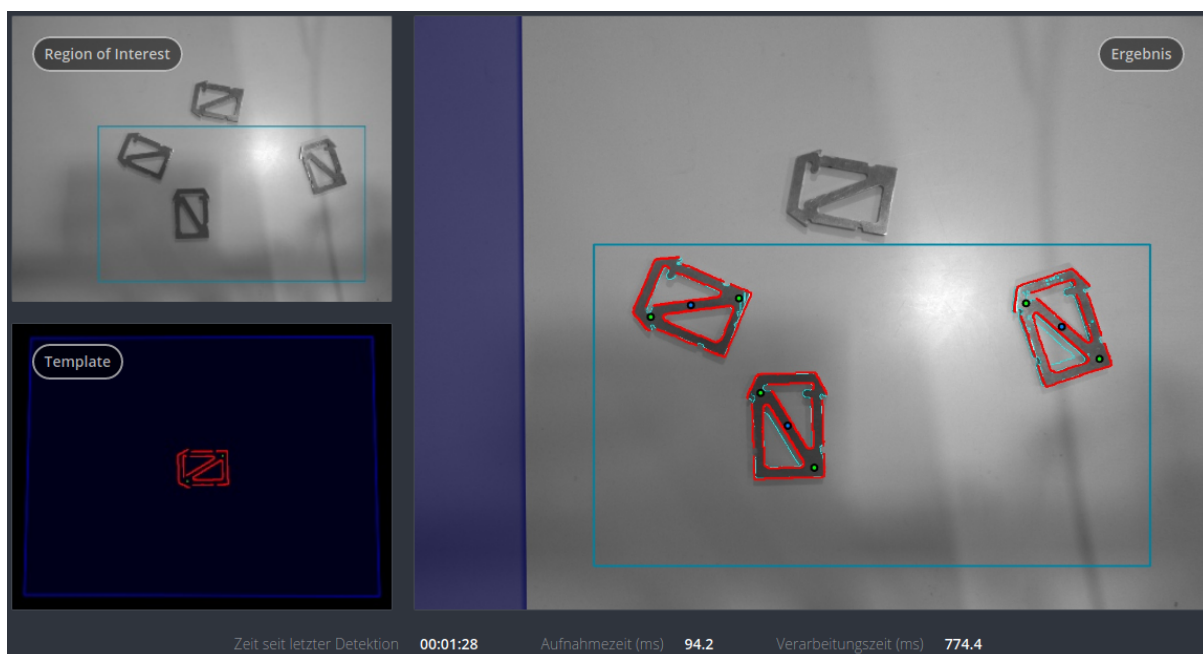 Region of Interest
Ergebnis
Template
Zeit seit letzter Detektion 00:01:28 Aufnahmezeit (ms) 94.2 Verarbeitungszeit (ms) 774.4